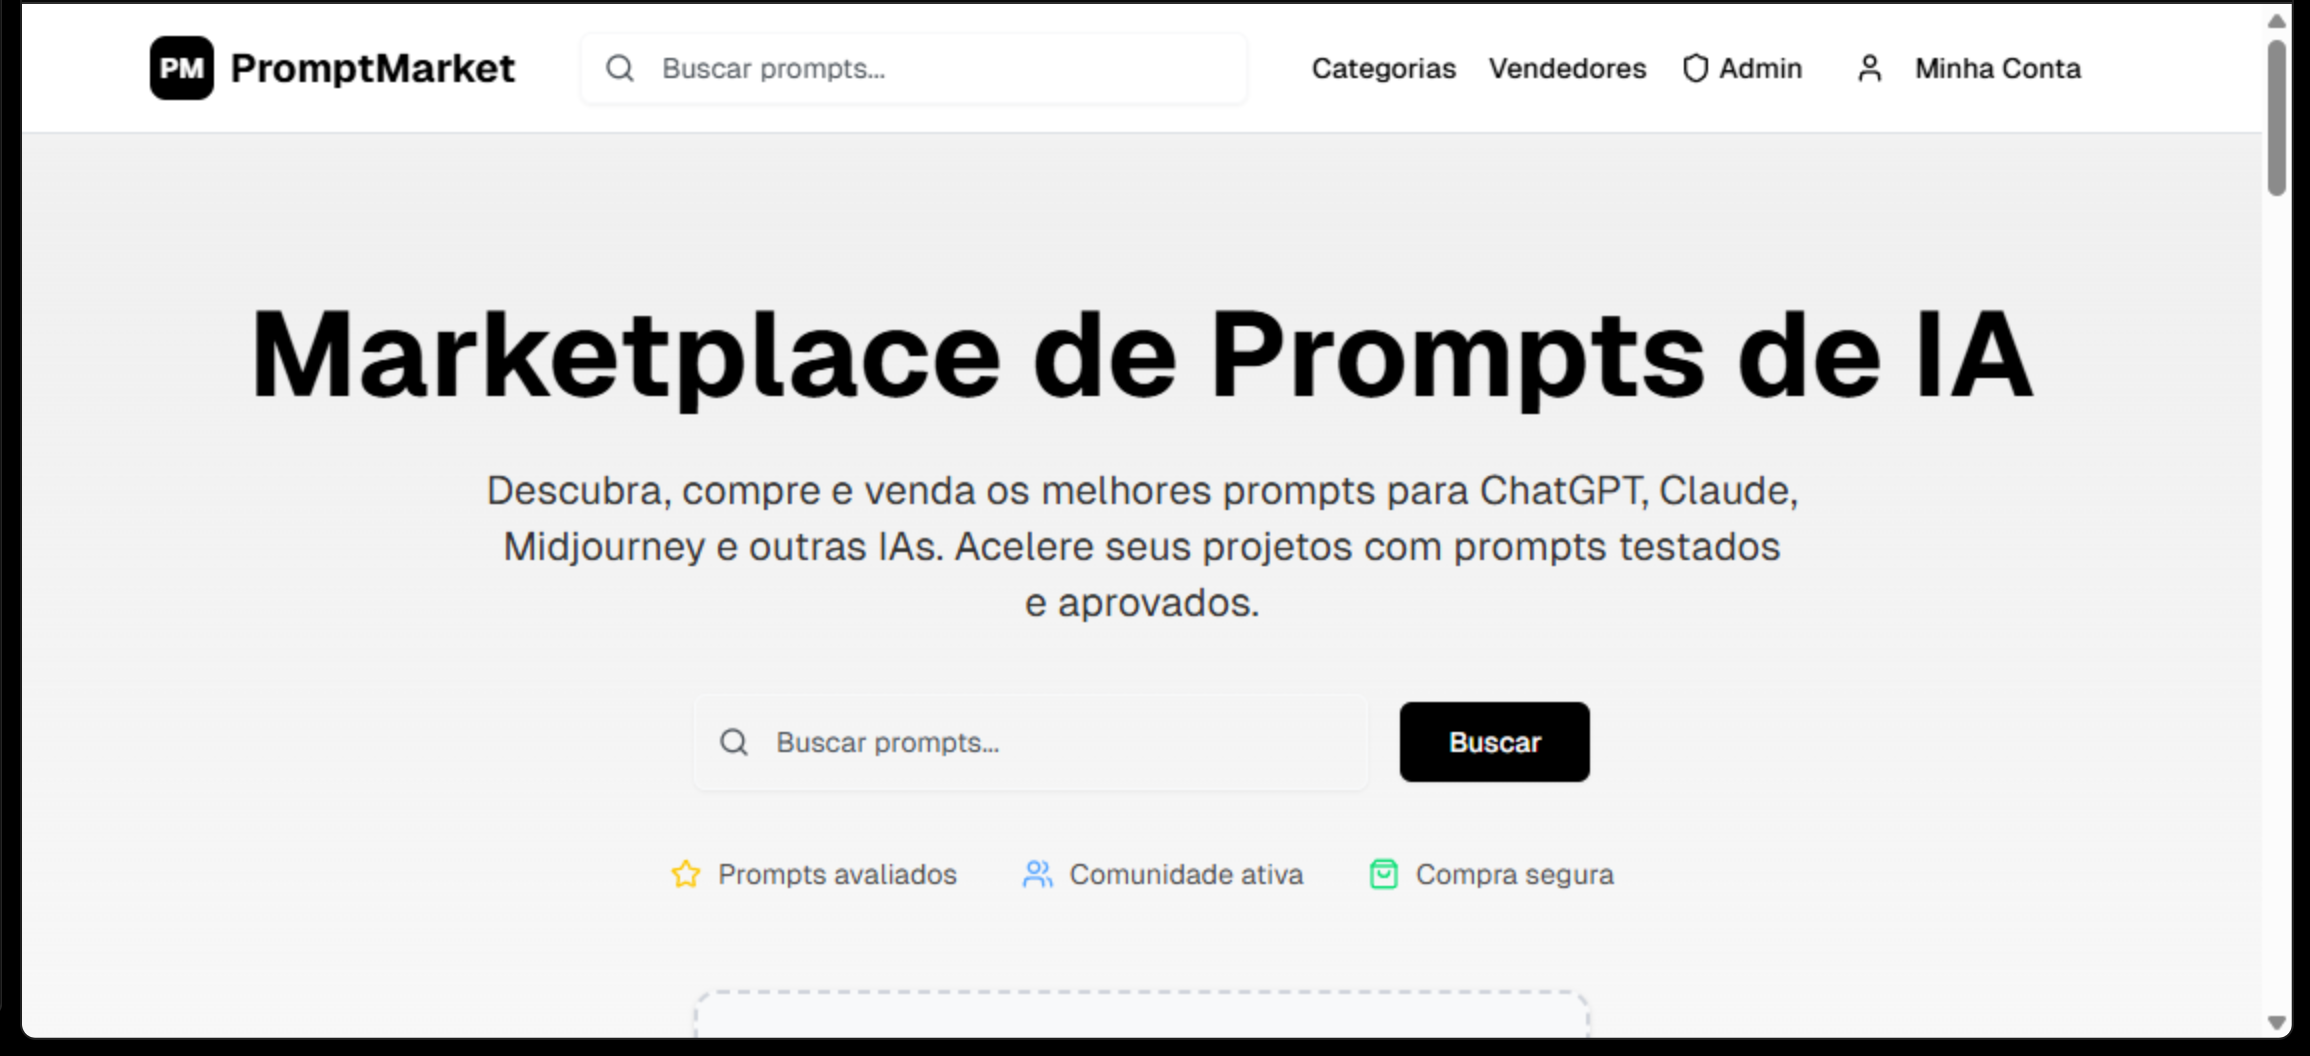 PM PromptMarket Buscar prompts... Categorias Vendedores Admin Minha Conta
Marketplace de Prompts de IA
Descubra, compre e venda os melhores prompts para ChatGPT, Claude,
Midjourney e outras IAs. Acelere seus projetos com prompts testados
e aprovados.
Buscar prompts... Buscar
Prompts avaliados Comunidade ativa Compra segura